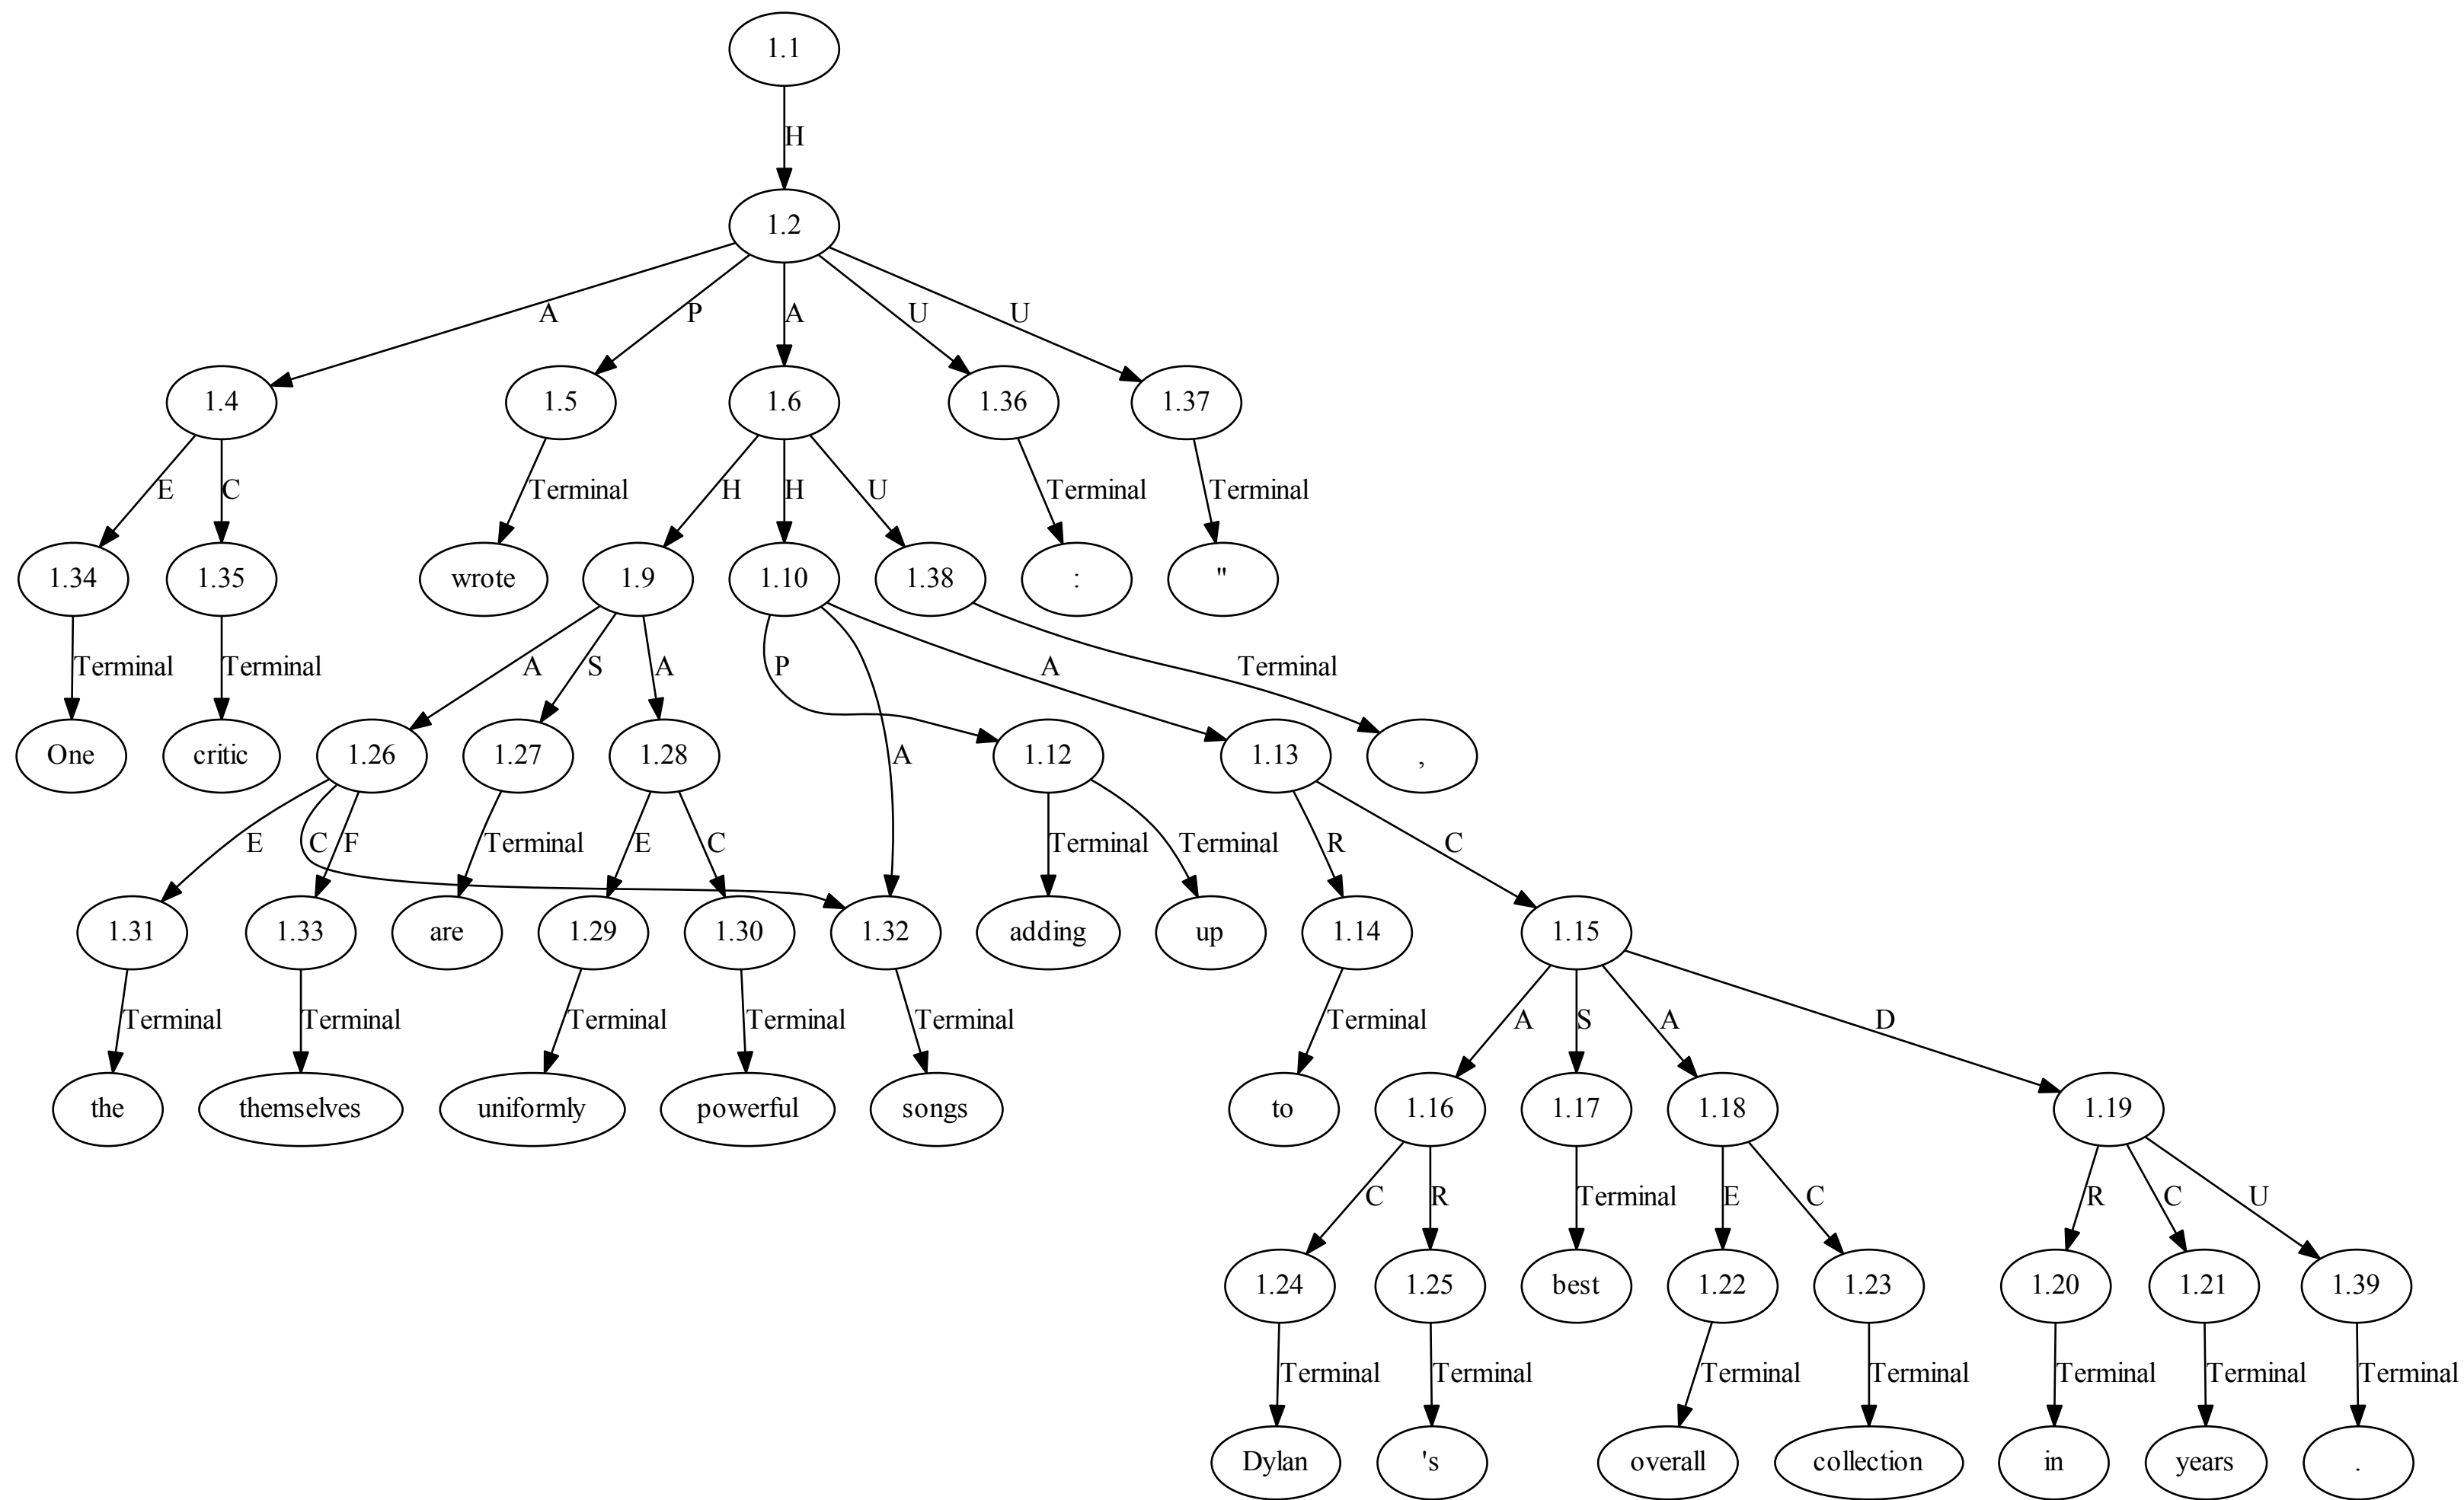 1.1
H
1.2
A P A U U
1.4 1.5 1.6 1.36 1.37
E C Terminal H H U Terminal Terminal
1.34 1.35 wrote 1.9 1.10 1.38 : "
Terminal Terminal A S A P A A Terminal
One critic 1.26 1.27 1.28 1.12 1.13 ,
E C F Terminal E C Terminal Terminal R C
1.31 1.33 are 1.29 1.30 1.32 adding up 1.14 1.15
Terminal Terminal Terminal Terminal Terminal Terminal A S A D
the themselves uniformly powerful songs to 1.16 1.17 1.18 1.19
C R Terminal E C R C U
1.24 1.25 best 1.22 1.23 1.20 1.21 1.39
Terminal Terminal Terminal Terminal Terminal Terminal Terminal
Dylan 's overall collection in years .